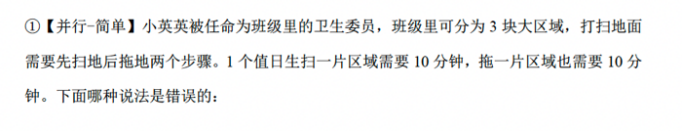 ①【并行-简单】小英英被任命为班级里的卫生委员，班级里可分为 3 块大区域，打扫地面
需要先扫地后拖地两个步骤。1 个值日生扫一片区域需要 10 分钟，拖一片区域也需要 10 分
钟。下面哪种说法是错误的：